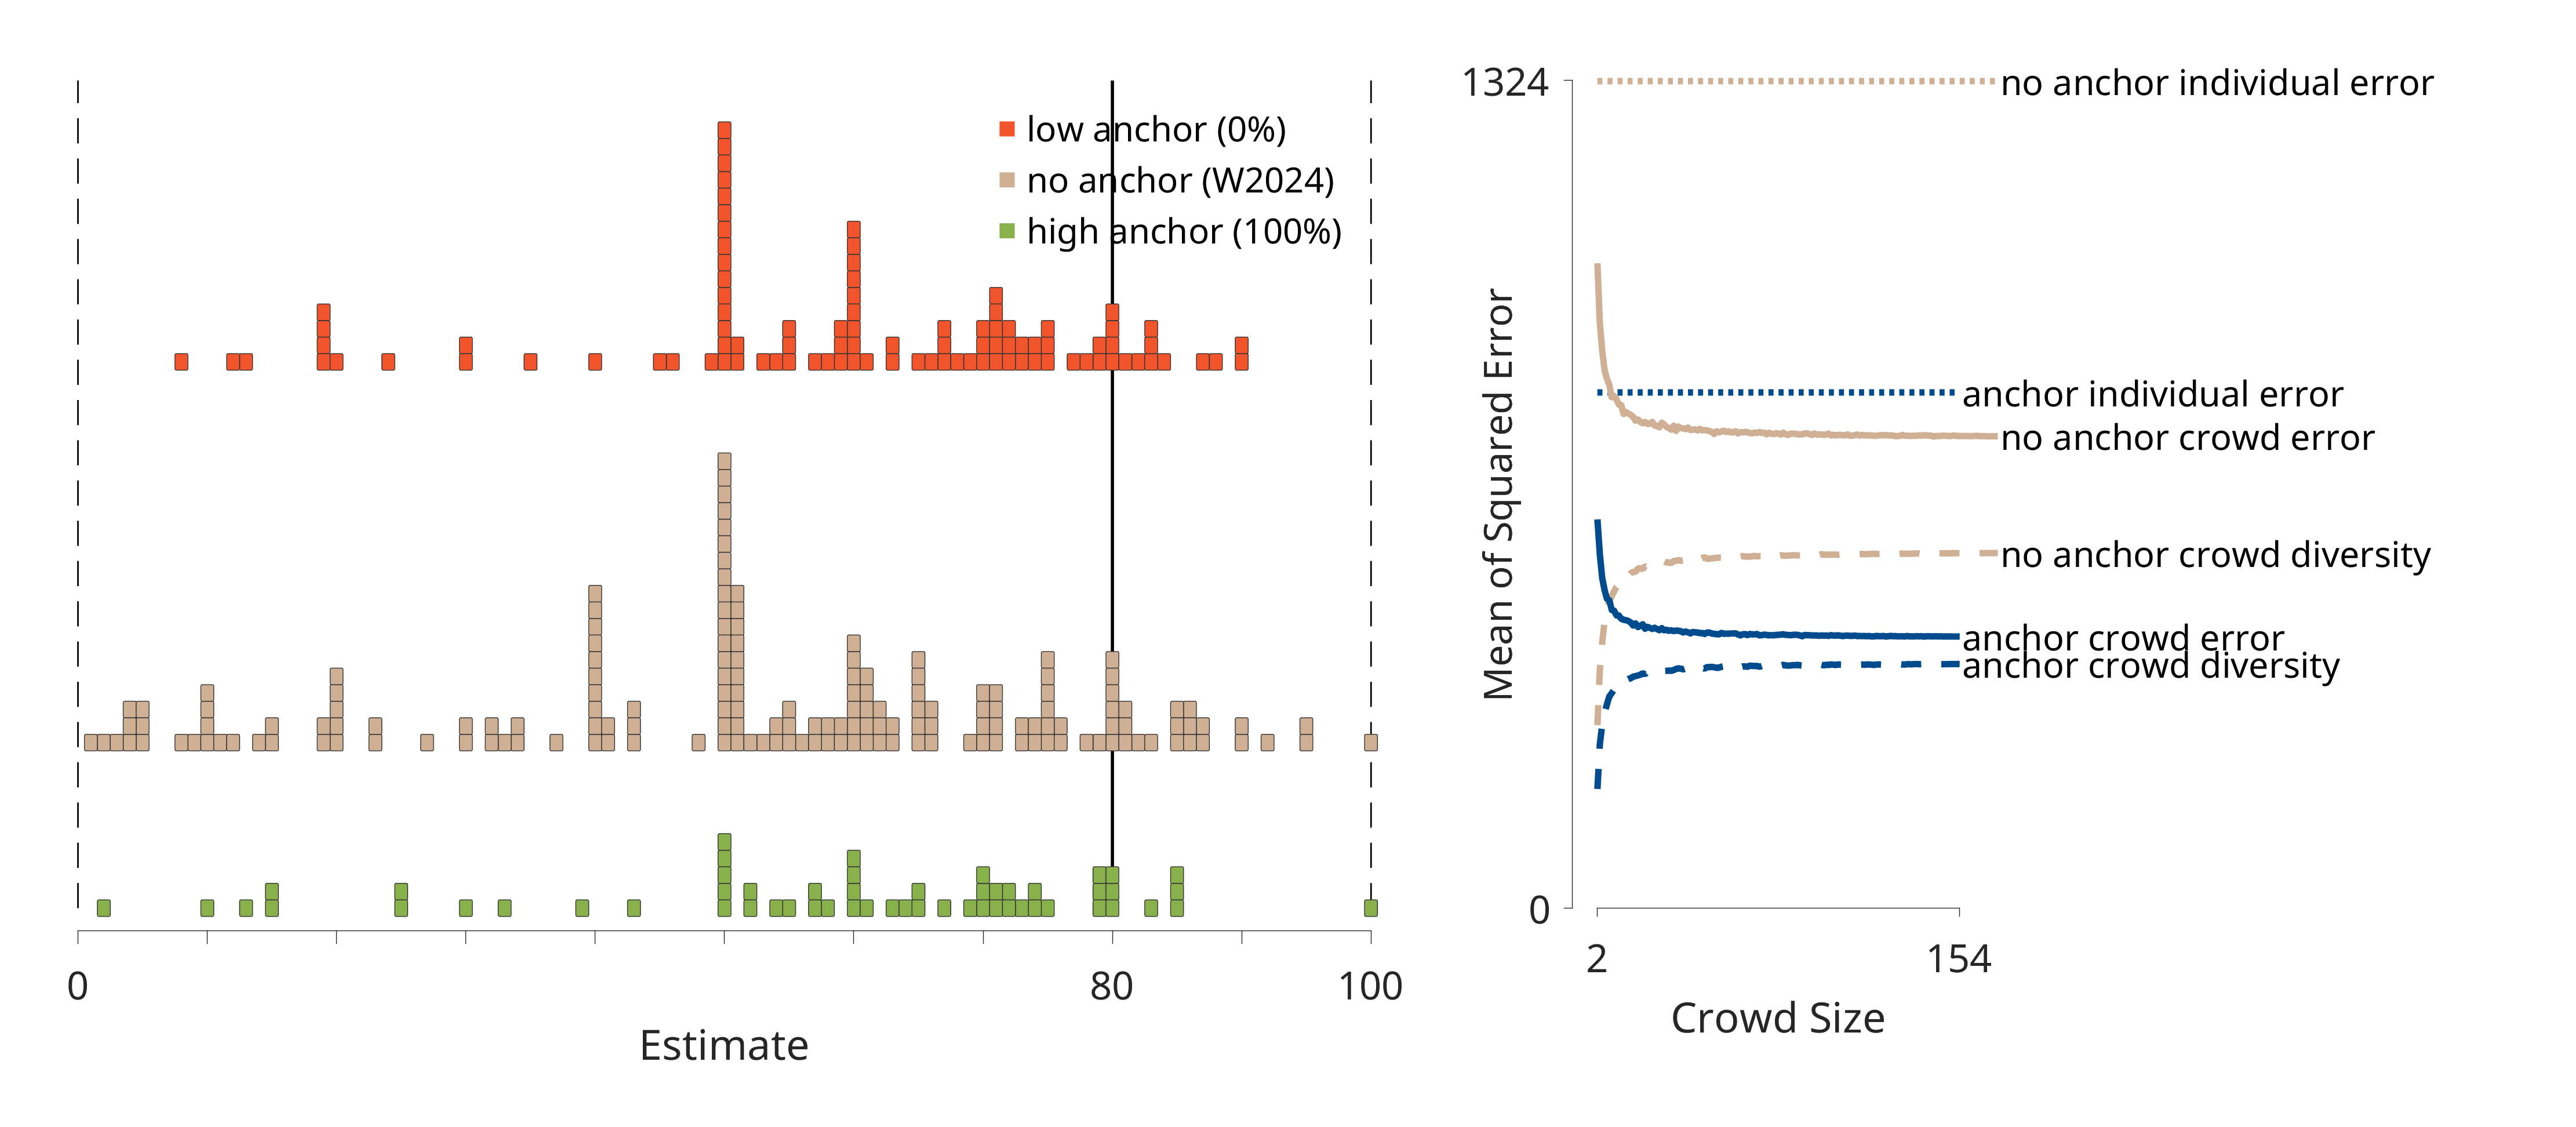 low anchor (0%)
no anchor (W2024)
high anchor (100%)
0
80
100
Estimate
1324
0
Mean of Squared Error
2
154
Crowd Size
no anchor individual error
anchor individual error
no anchor crowd error
no anchor crowd diversity
anchor crowd error
anchor crowd diversity